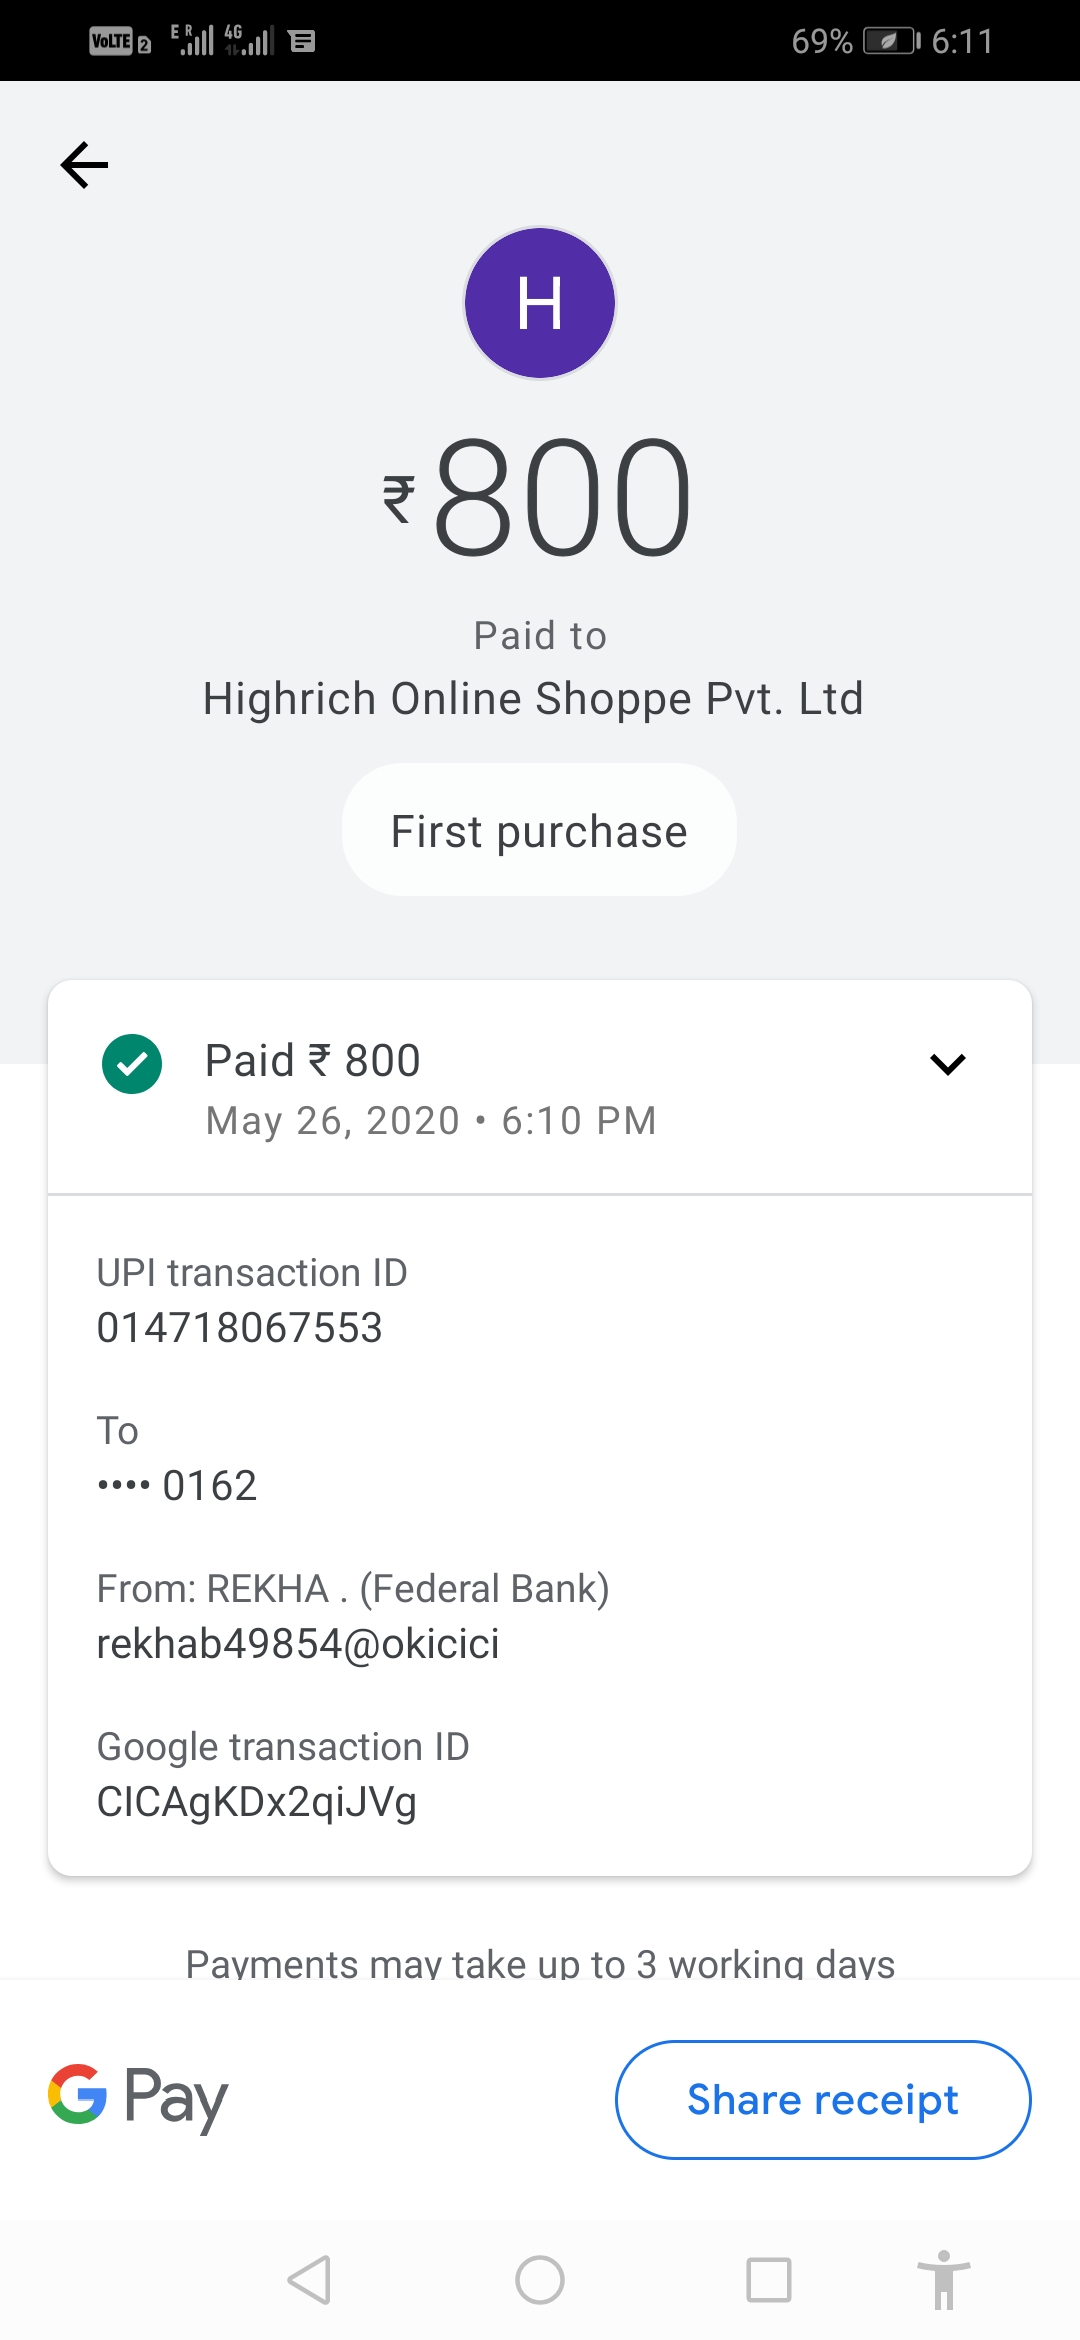 VoLTE 2 E R 4G 69% 6:11
H
₹800
Paid to
Highrich Online Shoppe Pvt. Ltd
First purchase
Paid ₹ 800
May 26, 2020 • 6:10 PM
UPI transaction ID
014718067553
To
•••• 0162
From: REKHA . (Federal Bank)
rekhab49854@okicici
Google transaction ID
CICAgKDx2qiJVg
Payments may take up to 3 working days
G Pay
Share receipt